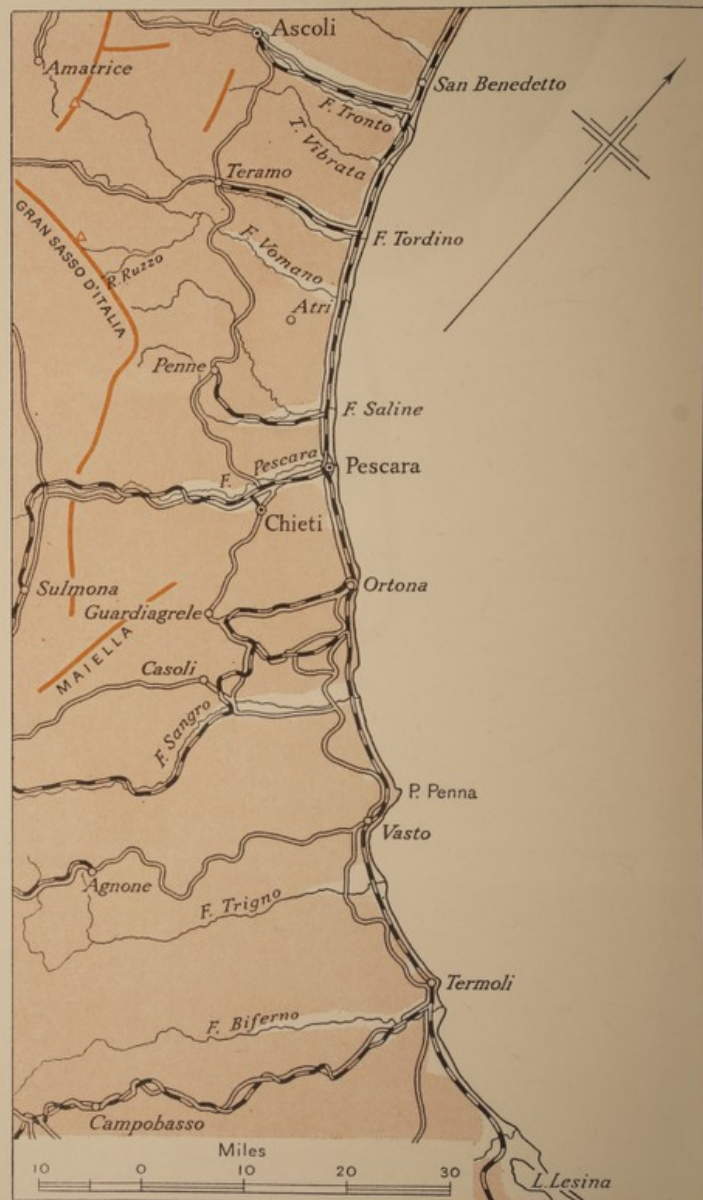 Ascoli
Amatrice
San Benedetto
F. Tronto
T. Vibrata
Teramo
F. Tordino
GRAN SASSO D'ITALIA
R. Ruzzo
F. Vomano
Atri
Penne
F. Saline
F. Pescara
Pescara
Chieti
Sulmona
Ortona
Guardiagrele
MAIELLA
Casoli
F. Sangro
P. Penna
Vasto
Agnone
F. Trigno
Termoli
F. Biferno
Campobasso
Miles
10 0 10 20 30
L. Lesina